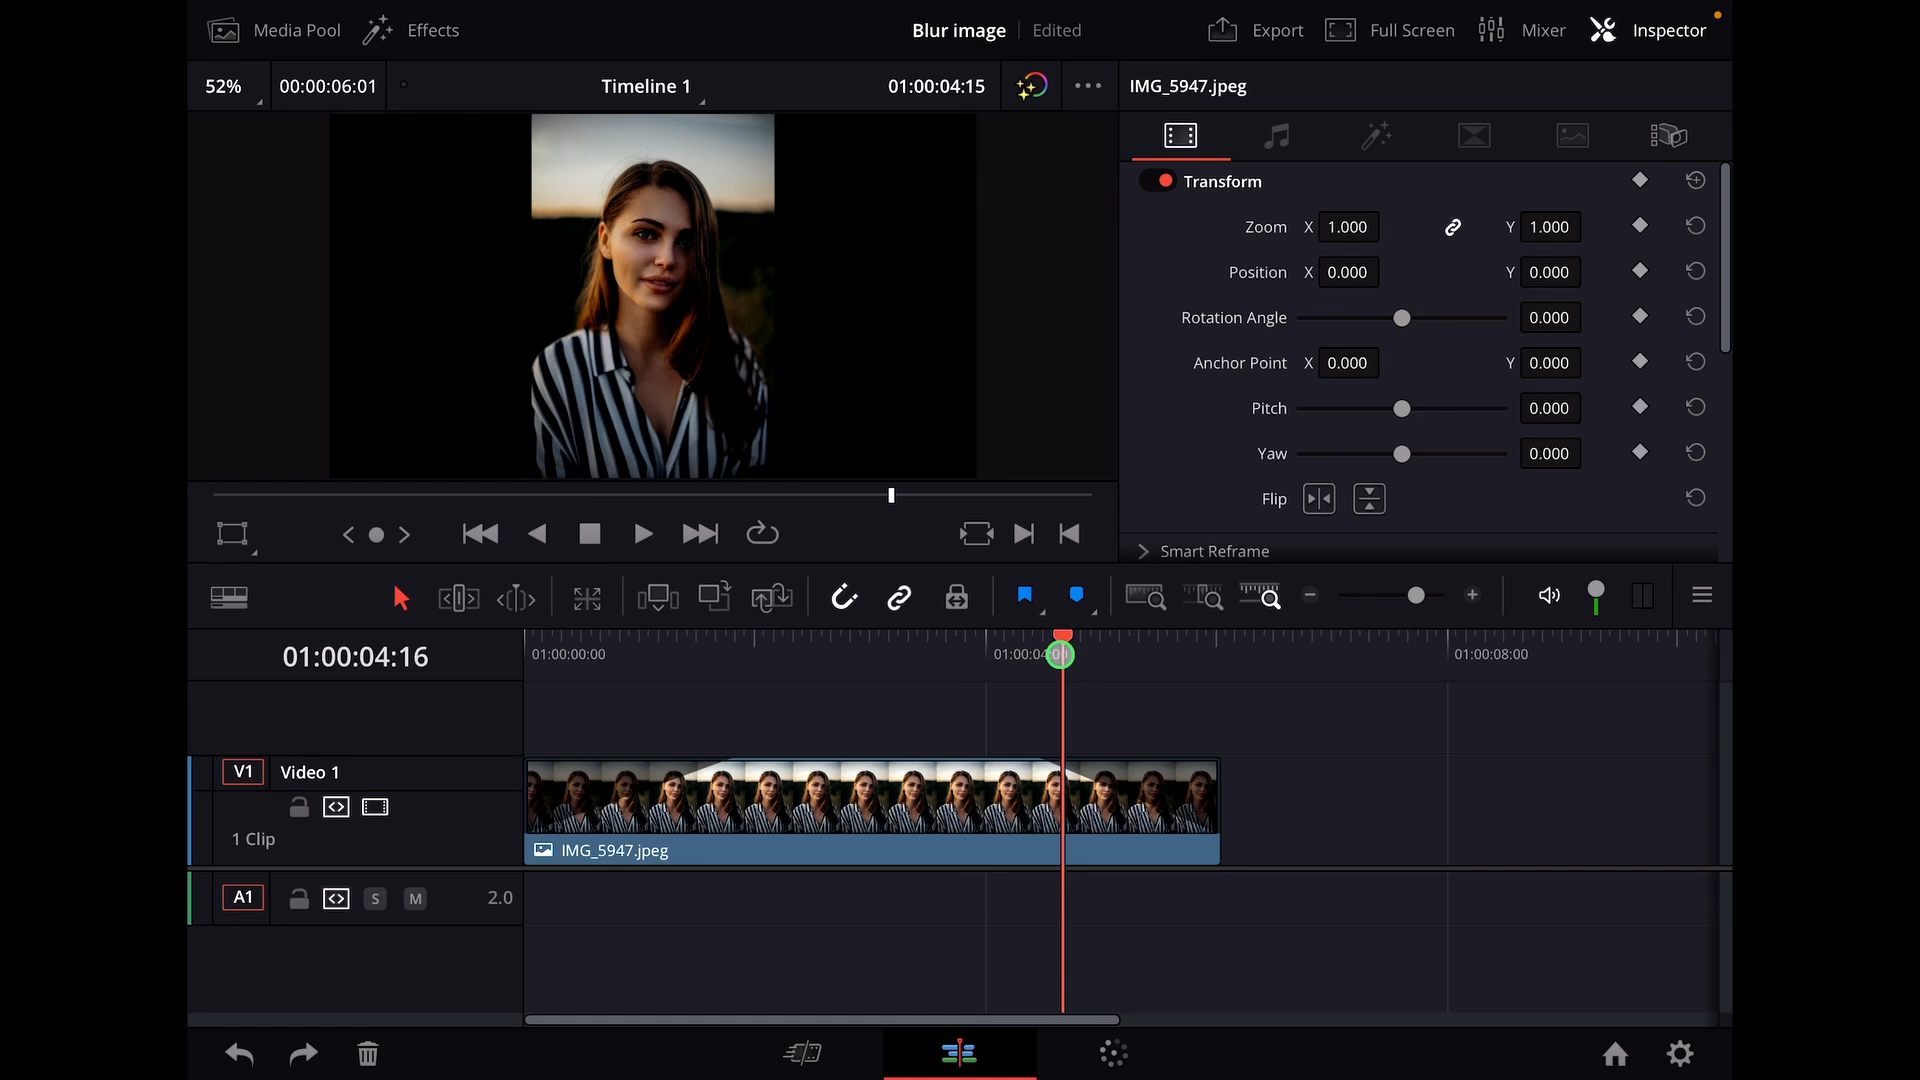 Media Pool Effects Blur image Edited Export Full Screen Mixer Inspector
52% 00:00:06:01 Timeline 1 01:00:04:15 IMG_5947.jpeg
Transform
Zoom X 1.000 Y 1.000
Position X 0.000 Y 0.000
Rotation Angle 0.000
Anchor Point X 0.000 Y 0.000
Pitch 0.000
Yaw 0.000
Flip
Smart Reframe
01:00:04:16 01:00:00:00 01:00:04:00 01:00:08:00
V1 Video 1
1 Clip
IMG_5947.jpeg
A1 S M 2.0